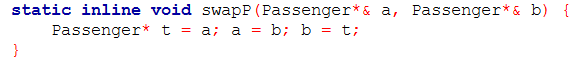 static inline void swapP(Passenger*& a, Passenger*& b) {
    Passenger* t = a; a = b; b = t;
}